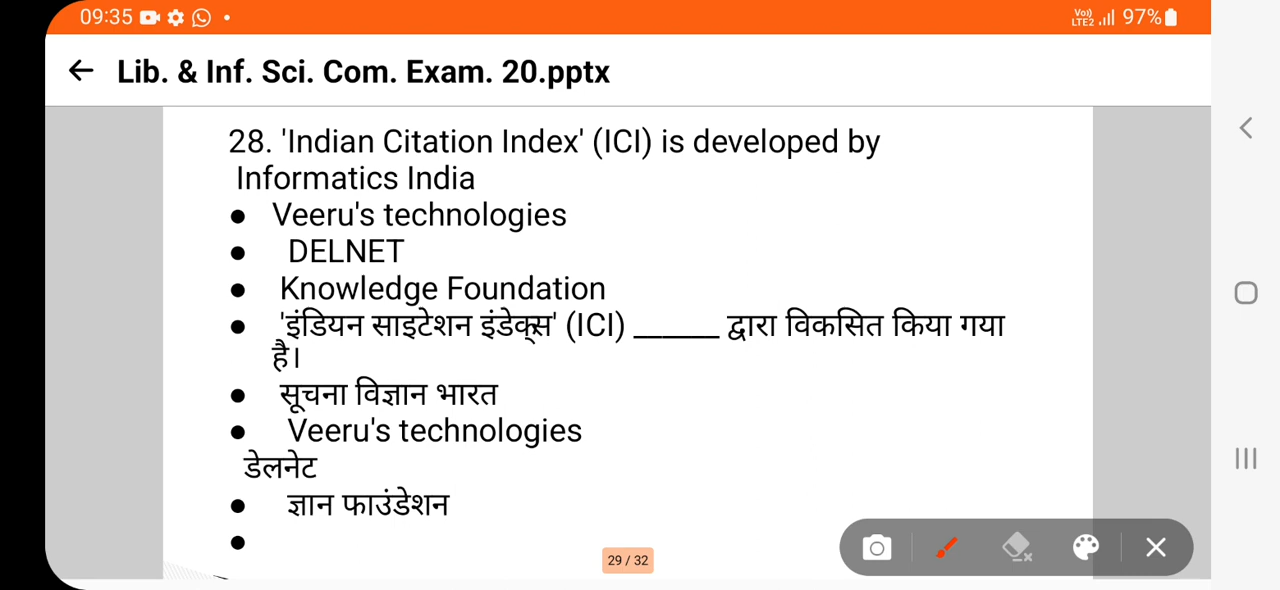 09:35
Vo)) LTE2 97%
← Lib. & Inf. Sci. Com. Exam. 20.pptx
28. 'Indian Citation Index' (ICI) is developed by
Informatics India
● Veeru's technologies
● DELNET
● Knowledge Foundation
● 'इंडियन साइटेशन इंडेक्स' (ICI) ______ द्वारा विकसित किया गया
है।
● सूचना विज्ञान भारत
● Veeru's technologies
डेलनेट
● ज्ञान फाउंडेशन
●
29 / 32